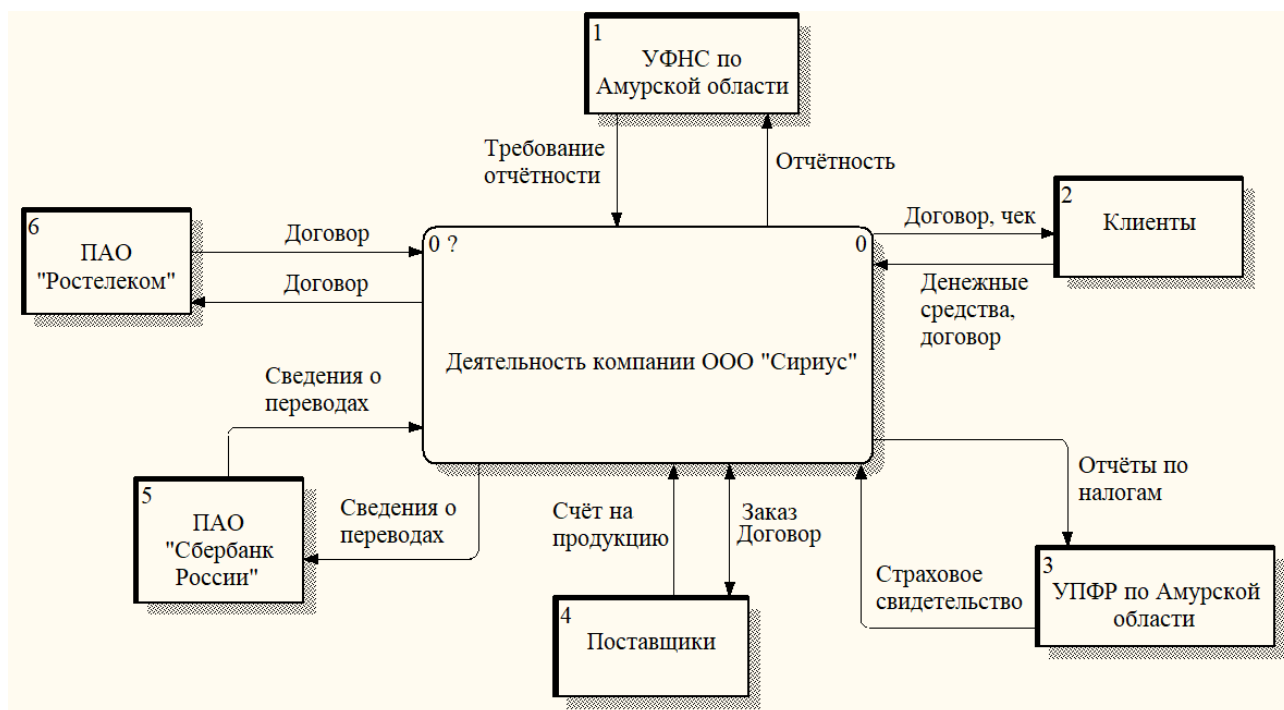 1
УФНС по
Амурской области
Требование
отчётности
Отчётность
6
ПАО
"Ростелеком"
Договор
Договор
0 ?
0
Договор, чек
2
Клиенты
Денежные
средства,
договор
Деятельность компании ООО "Сириус"
Сведения о
переводах
5
ПАО
"Сбербанк
России"
Сведения о
переводах
Счёт на
продукцию
Заказ
Договор
4
Поставщики
Отчёты по
налогам
Страховое
свидетельство
3
УПФР по Амурской
области